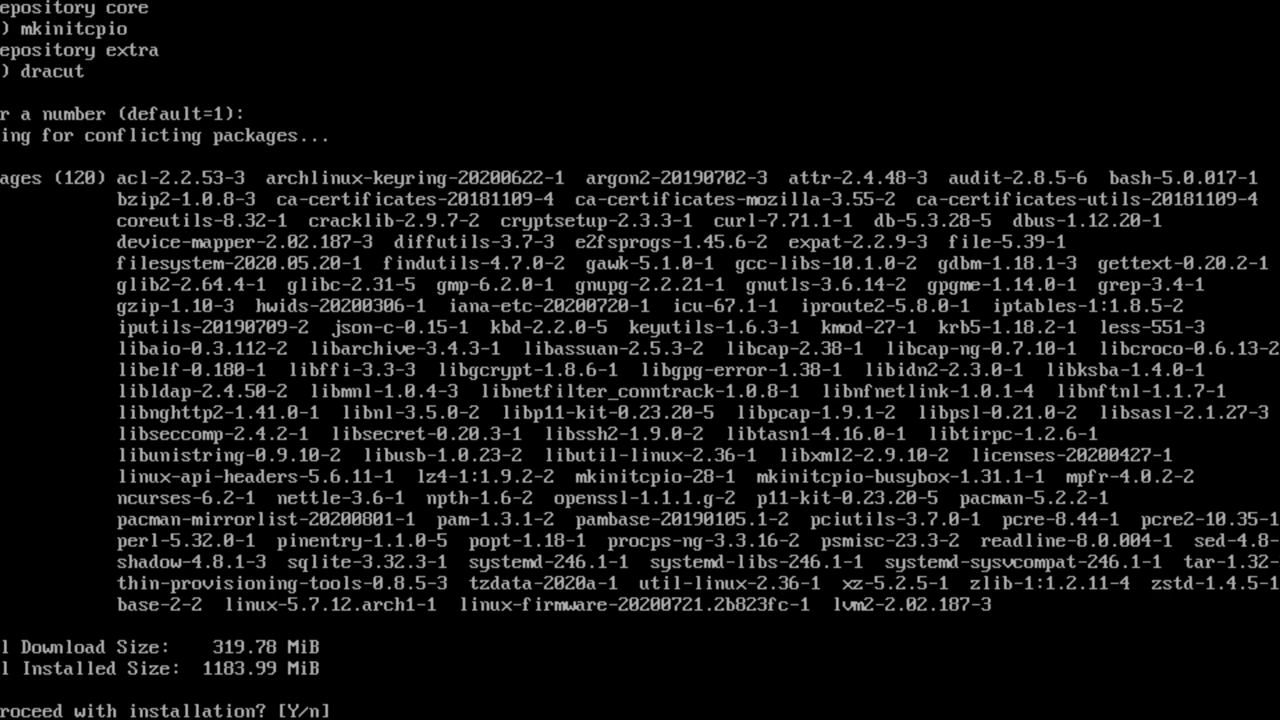 epository core
) mkinitcpio
epository extra
) dracut
r a number (default=1):
ing for conflicting packages...
ages (120) acl-2.2.53-3 archlinux-keyring-20200622-1 argon2-20190702-3 attr-2.4.48-3 audit-2.8.5-6 bash-5.0.017-1
bzip2-1.0.8-3 ca-certificates-20181109-4 ca-certificates-mozilla-3.55-2 ca-certificates-utils-20181109-4
coreutils-8.32-1 cracklib-2.9.7-2 cryptsetup-2.3.3-1 curl-7.71.1-1 db-5.3.28-5 dbus-1.12.20-1
device-mapper-2.02.187-3 diffutils-3.7-3 e2fsprogs-1.45.6-2 expat-2.2.9-3 file-5.39-1
filesystem-2020.05.20-1 findutils-4.7.0-2 gawk-5.1.0-1 gcc-libs-10.1.0-2 gdbm-1.18.1-3 gettext-0.20.2-1
glib2-2.64.4-1 glibc-2.31-5 gmp-6.2.0-1 gnupg-2.2.21-1 gnutls-3.6.14-2 gpgme-1.14.0-1 grep-3.4-1
gzip-1.10-3 hwids-20200306-1 iana-etc-20200720-1 icu-67.1-1 iproute2-5.8.0-1 iptables-1:1.8.5-2
iputils-20190709-2 json-c-0.15-1 kbd-2.2.0-5 keyutils-1.6.3-1 kmod-27-1 krb5-1.18.2-1 less-551-3
libaio-0.3.112-2 libarchive-3.4.3-1 libassuan-2.5.3-2 libcap-2.38-1 libcap-ng-0.7.10-1 libcroco-0.6.13-2
libelf-0.180-1 libffi-3.3-3 libgcrypt-1.8.6-1 libgpg-error-1.38-1 libidn2-2.3.0-1 libksba-1.4.0-1
libldap-2.4.50-2 libmnl-1.0.4-3 libnetfilter_conntrack-1.0.8-1 libnfnetlink-1.0.1-4 libnftnl-1.1.7-1
libnghttp2-1.41.0-1 libnl-3.5.0-2 libp11-kit-0.23.20-5 libpcap-1.9.1-2 libpsl-0.21.0-2 libsasl-2.1.27-3
libseccomp-2.4.2-1 libsecret-0.20.3-1 libssh2-1.9.0-2 libtasn1-4.16.0-1 libtirpc-1.2.6-1
libunistring-0.9.10-2 libusb-1.0.23-2 libutil-linux-2.36-1 libxml2-2.9.10-2 licenses-20200427-1
linux-api-headers-5.6.11-1 lz4-1:1.9.2-2 mkinitcpio-28-1 mkinitcpio-busybox-1.31.1-1 mpfr-4.0.2-2
ncurses-6.2-1 nettle-3.6-1 npth-1.6-2 openssl-1.1.1.g-2 p11-kit-0.23.20-5 pacman-5.2.2-1
pacman-mirrorlist-20200801-1 pam-1.3.1-2 pambase-20190105.1-2 pciutils-3.7.0-1 pcre-8.44-1 pcre2-10.35-1
perl-5.32.0-1 pinentry-1.1.0-5 popt-1.18-1 procps-ng-3.3.16-2 psmisc-23.3-2 readline-8.0.004-1 sed-4.8-
shadow-4.8.1-3 sqlite-3.32.3-1 systemd-246.1-1 systemd-libs-246.1-1 systemd-sysvcompat-246.1-1 tar-1.32-
thin-provisioning-tools-0.8.5-3 tzdata-2020a-1 util-linux-2.36-1 xz-5.2.5-1 zlib-1:1.2.11-4 zstd-1.4.5-1
base-2-2 linux-5.7.12.arch1-1 linux-firmware-20200721.2b823fc-1 lvm2-2.02.187-3
l Download Size: 319.78 MiB
l Installed Size: 1183.99 MiB
roceed with installation? [Y/n]